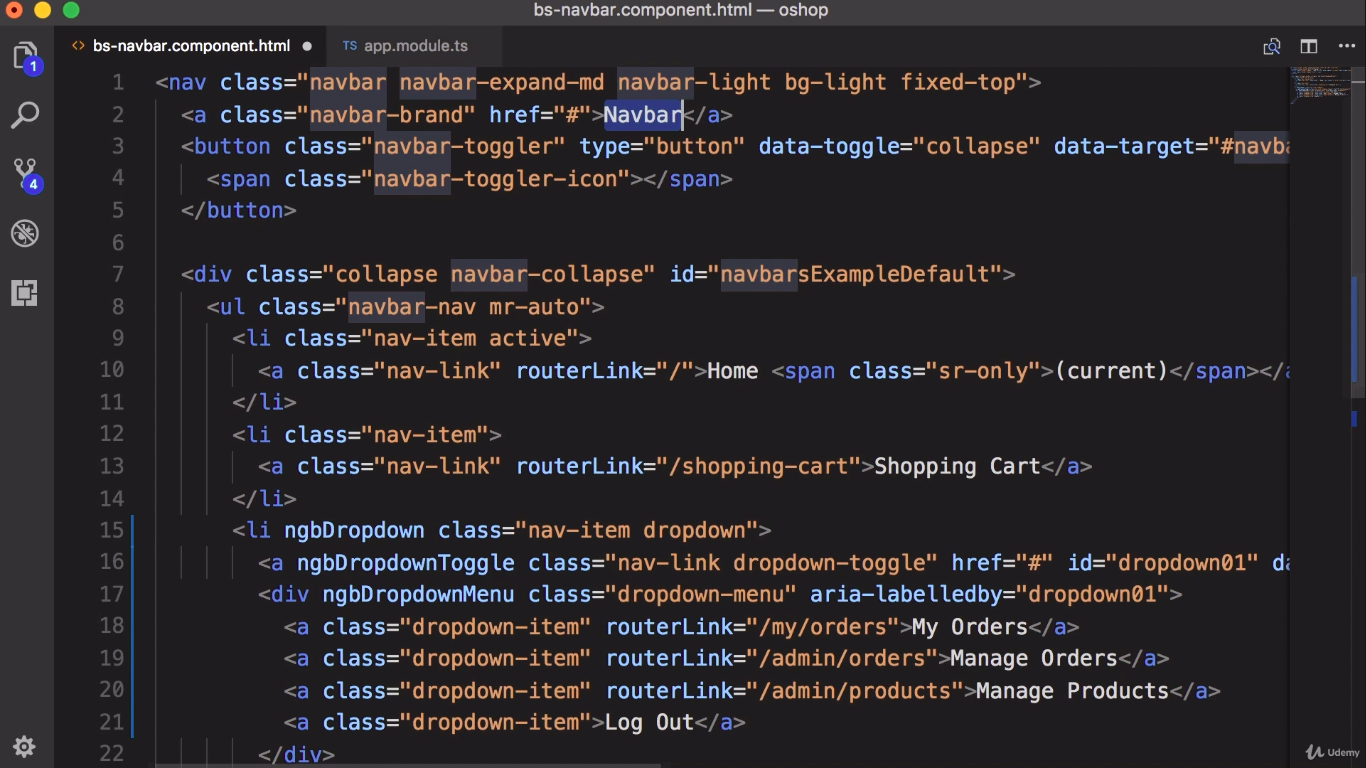 bs-navbar.component.html — oshop
<> bs-navbar.component.html ● TS app.module.ts
1 <nav class="navbar navbar-expand-md navbar-light bg-light fixed-top">
2 <a class="navbar-brand" href="#">Navbar</a>
3 <button class="navbar-toggler" type="button" data-toggle="collapse" data-target="#navba
4 <span class="navbar-toggler-icon"></span>
5 </button>
6
7 <div class="collapse navbar-collapse" id="navbarsExampleDefault">
8 <ul class="navbar-nav mr-auto">
9 <li class="nav-item active">
10 <a class="nav-link" routerLink="/">Home <span class="sr-only">(current)</span></a
11 </li>
12 <li class="nav-item">
13 <a class="nav-link" routerLink="/shopping-cart">Shopping Cart</a>
14 </li>
15 <li ngbDropdown class="nav-item dropdown">
16 <a ngbDropdownToggle class="nav-link dropdown-toggle" href="#" id="dropdown01" da
17 <div ngbDropdownMenu class="dropdown-menu" aria-labelledby="dropdown01">
18 <a class="dropdown-item" routerLink="/my/orders">My Orders</a>
19 <a class="dropdown-item" routerLink="/admin/orders">Manage Orders</a>
20 <a class="dropdown-item" routerLink="/admin/products">Manage Products</a>
21 <a class="dropdown-item">Log Out</a>
22 </div>
1
4
Udemy